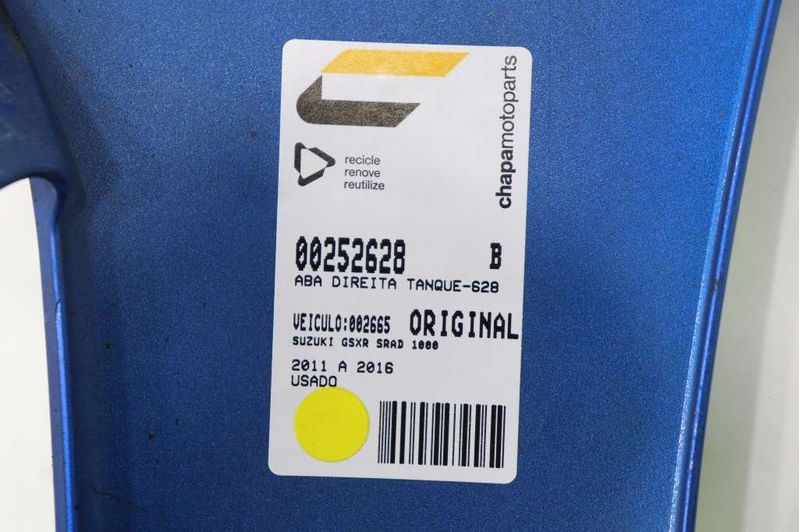 chapamotoparts
recicle
renove
reutilize
00252628 B
ABA DIREITA TANQUE-628
VEICULO:002665 ORIGINAL
SUZUKI GSXR SRAD 1000
2011 A 2016
USADO